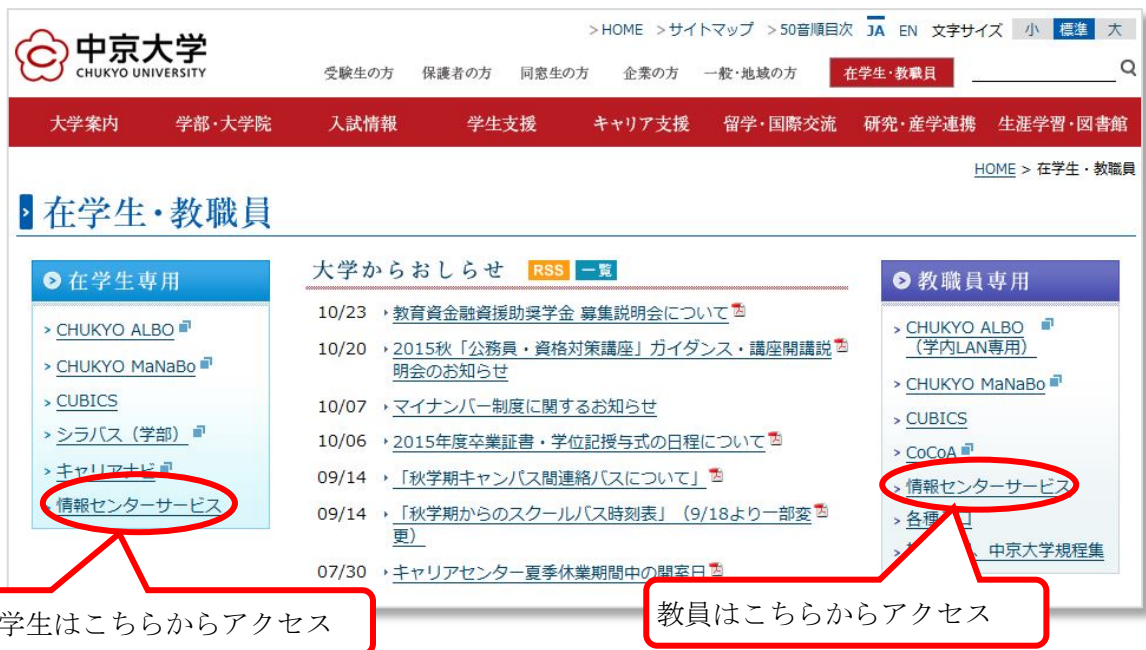 中京大学
CHUKYO UNIVERSITY
>HOME >サイトマップ >50音順目次 JA EN 文字サイズ 小 標準 大
受験生の方 保護者の方 同窓生の方 企業の方 一般・地域の方 在学生・教職員
大学案内 学部・大学院 入試情報 学生支援 キャリア支援 留学・国際交流 研究・産学連携 生涯学習・図書館
HOME > 在学生・教職員
在学生・教職員
在学生専用
CHUKYO ALBO
CHUKYO MaNaBo
CUBICS
シラバス（学部）
キャリアナビ
情報センターサービス
大学からおしらせ RSS 一覧
10/23 教育資金融資援助奨学金 募集説明会について
10/20 2015秋「公務員・資格対策講座」ガイダンス・講座開講説
明会のお知らせ
10/07 マイナンバー制度に関するお知らせ
10/06 2015年度卒業証書・学位記授与式の日程について
09/14 「秋学期キャンパス間連絡バスについて」
09/14 「秋学期からのスクールバス時刻表」（9/18より一部変
更）
07/30 キャリアセンター夏季休業期間中の開室日
教職員専用
CHUKYO ALBO
（学内LAN専用）
CHUKYO MaNaBo
CUBICS
CoCoA
情報センターサービス
各種
中京大学規程集
学生はこちらからアクセス
教員はこちらからアクセス